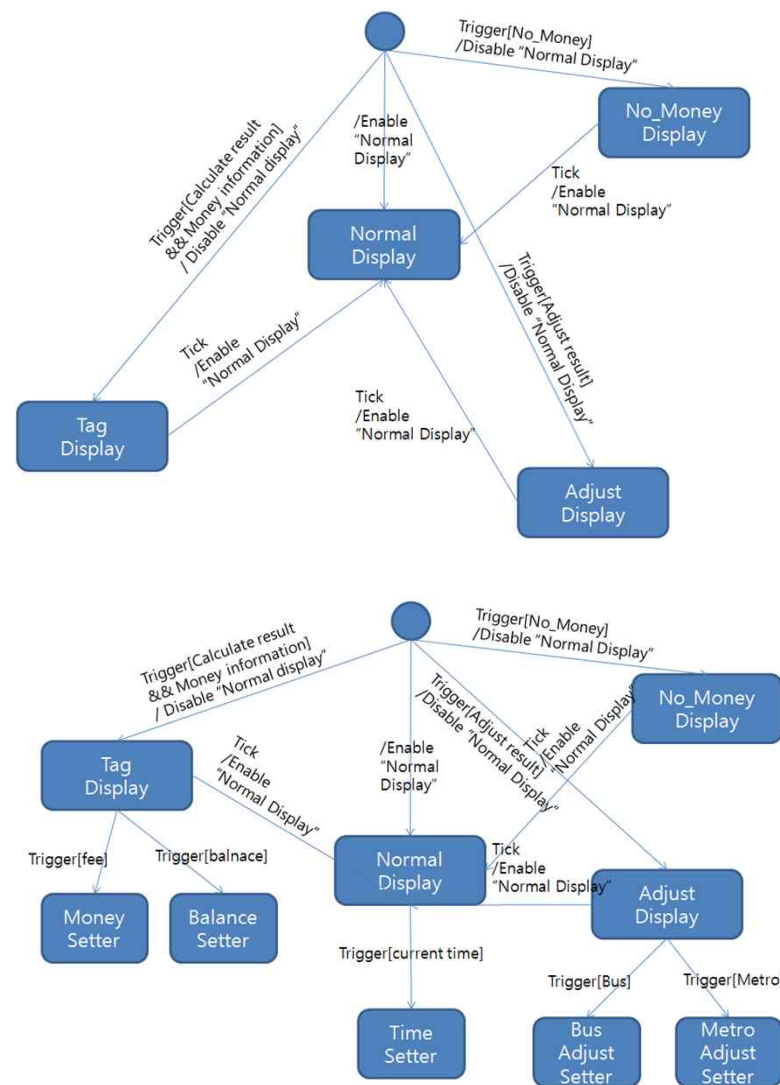 Trigger[No_Money]
/Disable “Normal Display”
No_Money
Display
/Enable
“Normal
Display”
Trigger[Calculate result
&& Money information]
/ Disable “Normal display”
Tick
/Enable
“Normal Display”
Normal
Display
Trigger[Adjust result]
/Disable “Normal Display”
Tick
/Enable
“Normal Display”
Tick
/Enable
“Normal Display”
Tag
Display
Adjust
Display
Trigger[No_Money]
/Disable “Normal Display”
Trigger[Calculate result
&& Money information]
/ Disable “Normal display”
Trigger[Adjust result]
/Disable “Normal Display”
Tick
/Enable
“Normal Display”
No_Money
Display
Tag
Display
Tick
/Enable
“Normal Display”
/Enable
“Normal
Display”
Normal
Display
Tick
/Enable
“Normal Display”
Adjust
Display
Trigger[fee]
Trigger[balnace]
Money
Setter
Balance
Setter
Trigger[current time]
Trigger[Bus]
Trigger[Metro
Time
Setter
Bus
Adjust
Setter
Metro
Adjust
Setter